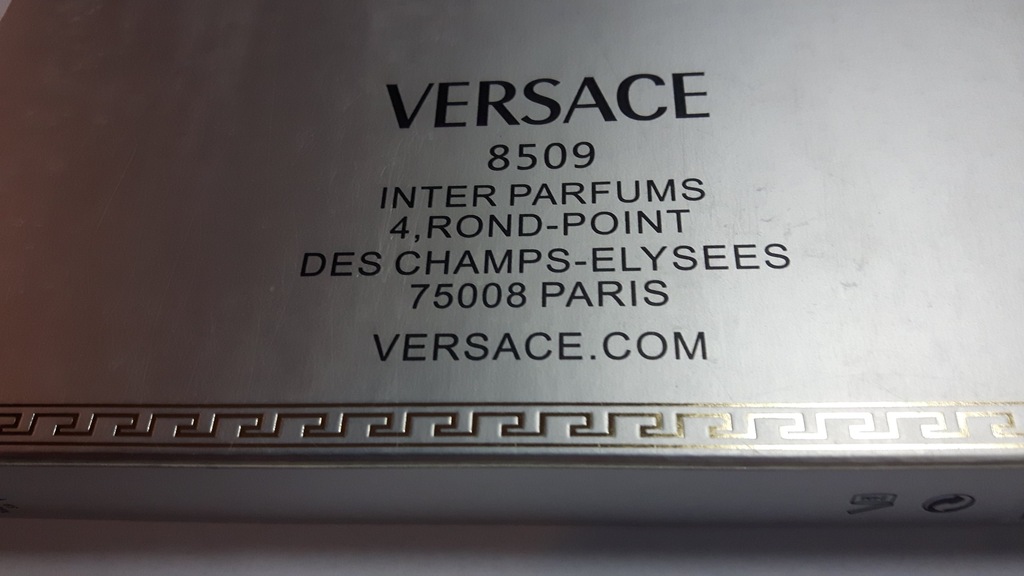 VERSACE
8509
INTER PARFUMS
4,ROND-POINT
DES CHAMPS-ELYSEES
75008 PARIS
VERSACE.COM